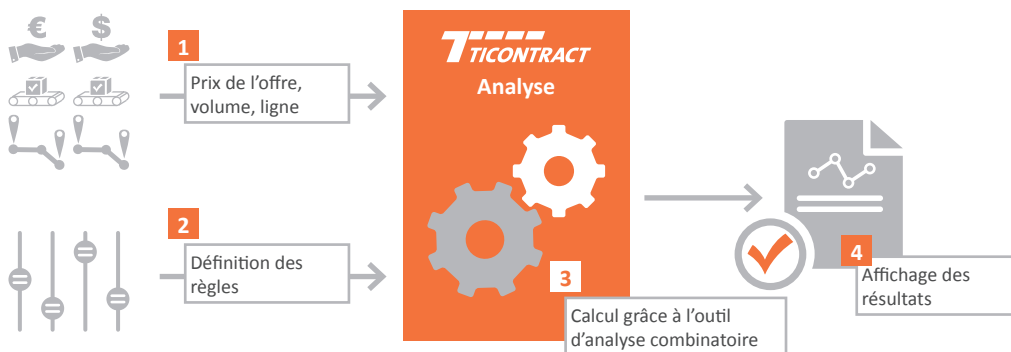 € $
1
Prix de l’offre,
volume, ligne
2
Définition des
règles
TICONTRACT
Analyse
3
Calcul grâce à l’outil
d’analyse combinatoire
4
Affichage des
résultats